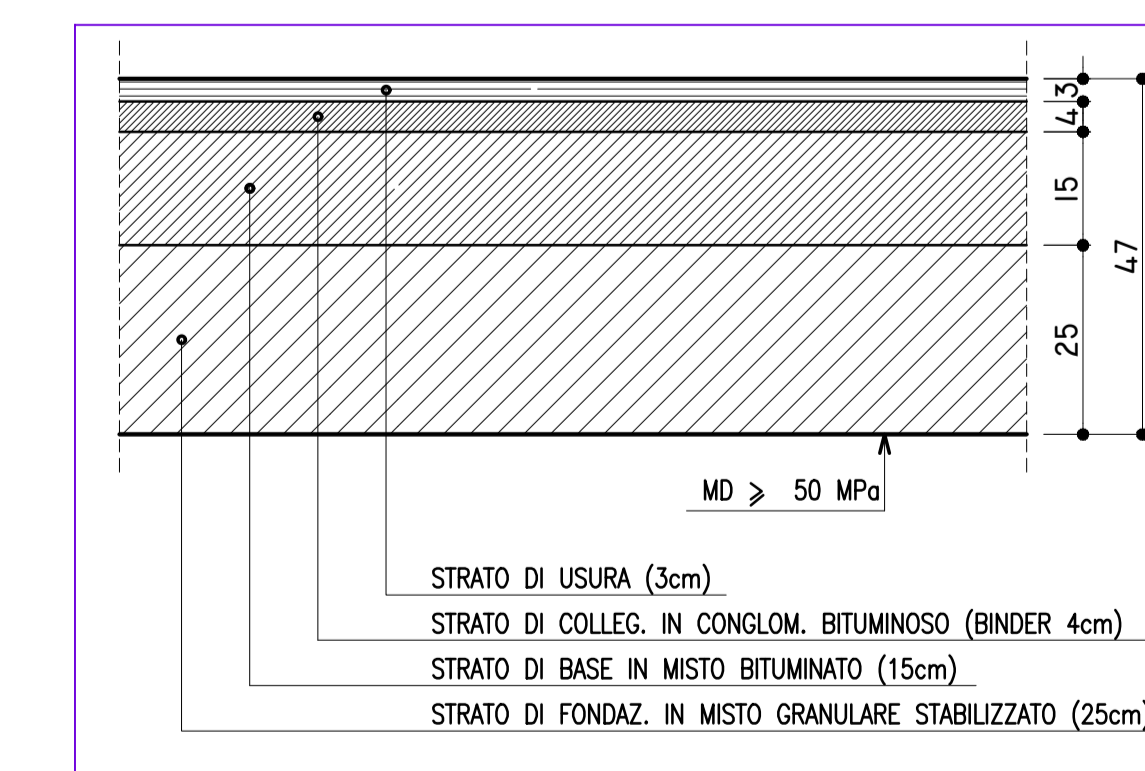 3
4
15
47
25
MD ⩾ 50 MPa
STRATO DI USURA (3cm)
STRATO DI COLLEG. IN CONGLOM. BITUMINOSO (BINDER 4cm)
STRATO DI BASE IN MISTO BITUMINATO (15cm)
STRATO DI FONDAZ. IN MISTO GRANULARE STABILIZZATO (25cm)